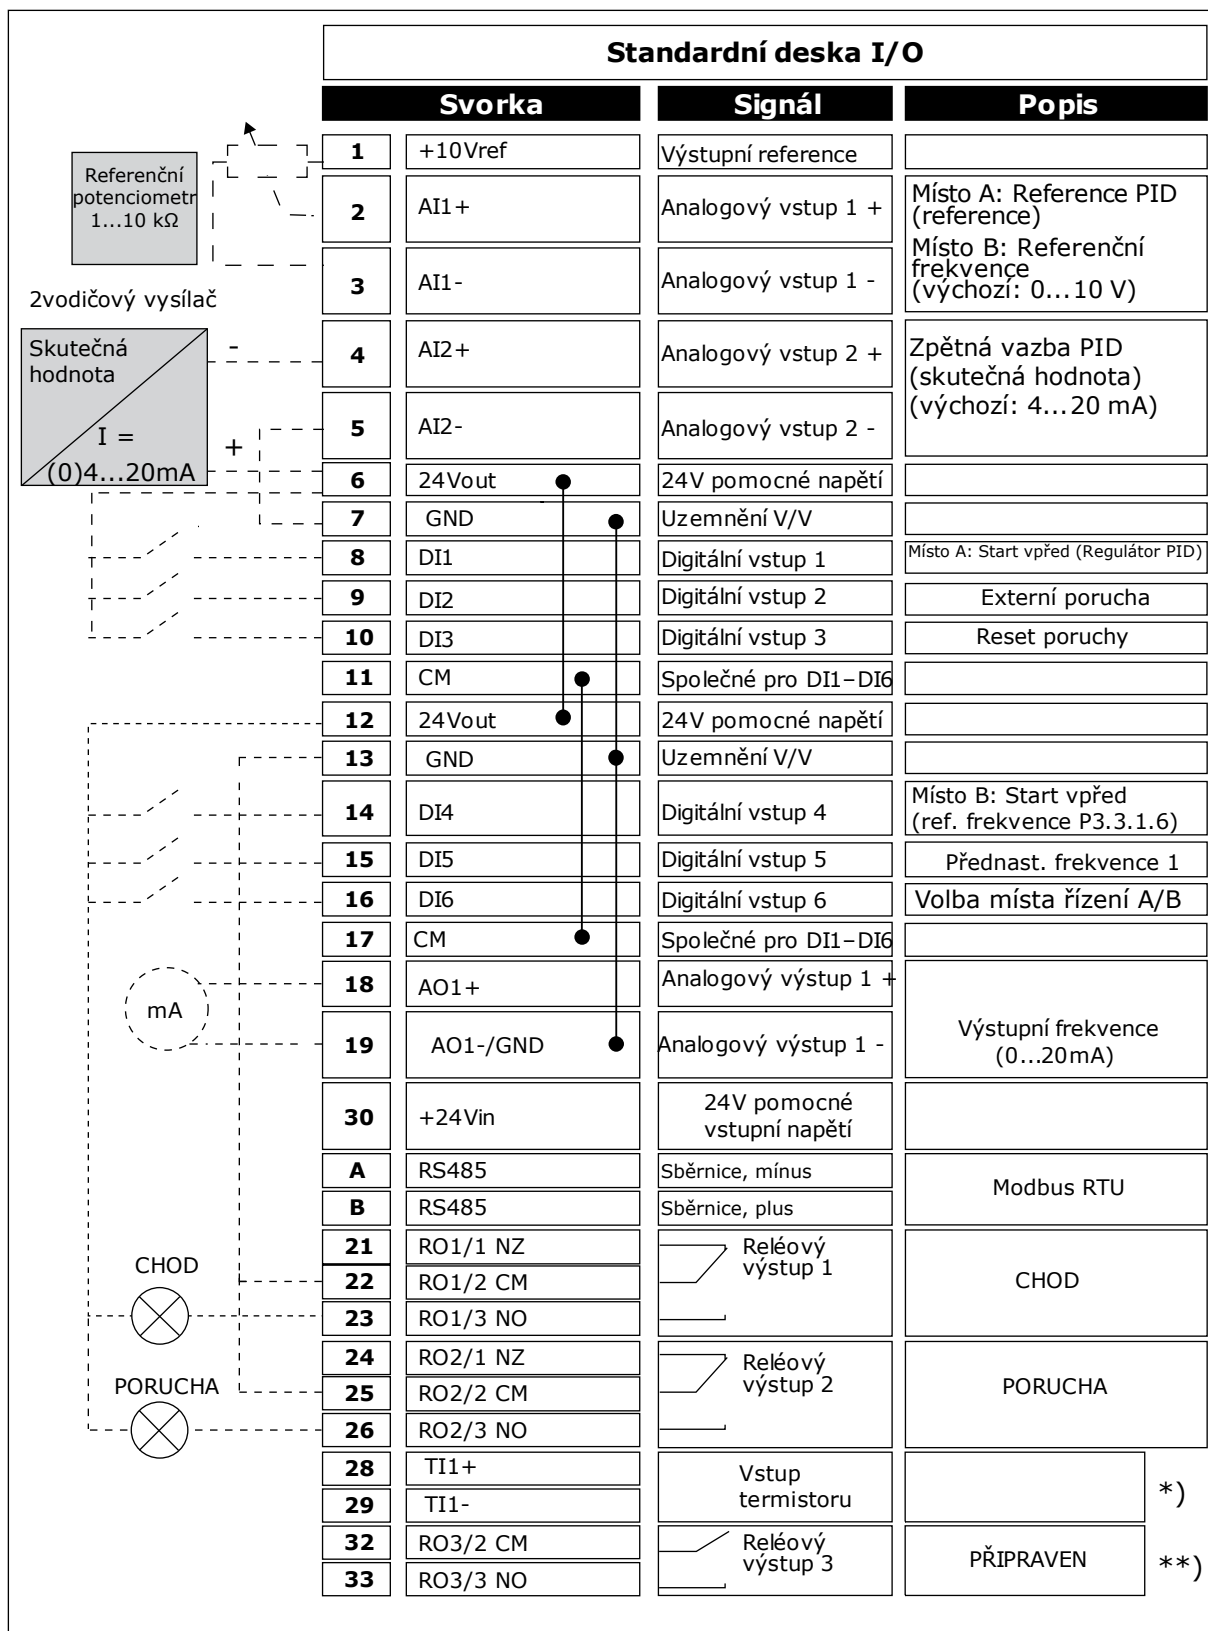 Standardní deska I/O
Svorka Signál Popis
Referenční
potenciometr
1...10 kΩ
2vodičový vysílač
Skutečná
hodnota
I =
(0)4...20mA
-
+
1 +10Vref Výstupní reference
2 AI1+ Analogový vstup 1 +
3 AI1- Analogový vstup 1 -
Místo A: Reference PID
(reference)
Místo B: Referenční
frekvence
(výchozí: 0...10 V)
4 AI2+ Analogový vstup 2 +
5 AI2- Analogový vstup 2 -
Zpětná vazba PID
(skutečná hodnota)
(výchozí: 4...20 mA)
6 24Vout 24V pomocné napětí
7 GND Uzemnění V/V
8 DI1 Digitální vstup 1 Místo A: Start vpřed (Regulátor PID)
9 DI2 Digitální vstup 2 Externí porucha
10 DI3 Digitální vstup 3 Reset poruchy
11 CM Společné pro DI1–DI6
12 24Vout 24V pomocné napětí
13 GND Uzemnění V/V
14 DI4 Digitální vstup 4
Místo B: Start vpřed
(ref. frekvence P3.3.1.6)
15 DI5 Digitální vstup 5 Přednast. frekvence 1
16 DI6 Digitální vstup 6 Volba místa řízení A/B
17 CM Společné pro DI1–DI6
mA
18 AO1+ Analogový výstup 1 +
19 AO1-/GND Analogový výstup 1 -
Výstupní frekvence
(0...20mA)
30 +24Vin
24V pomocné
vstupní napětí
A RS485 Sběrnice, mínus
B RS485 Sběrnice, plus
Modbus RTU
CHOD
21 RO1/1 NZ
22 RO1/2 CM
23 RO1/3 NO
Reléový
výstup 1
CHOD
PORUCHA
24 RO2/1 NZ
25 RO2/2 CM
26 RO2/3 NO
Reléový
výstup 2
PORUCHA
28 TI1+
29 TI1-
Vstup
termistoru
*)
32 RO3/2 CM
33 RO3/3 NO
Reléový
výstup 3
PŘIPRAVEN
**)